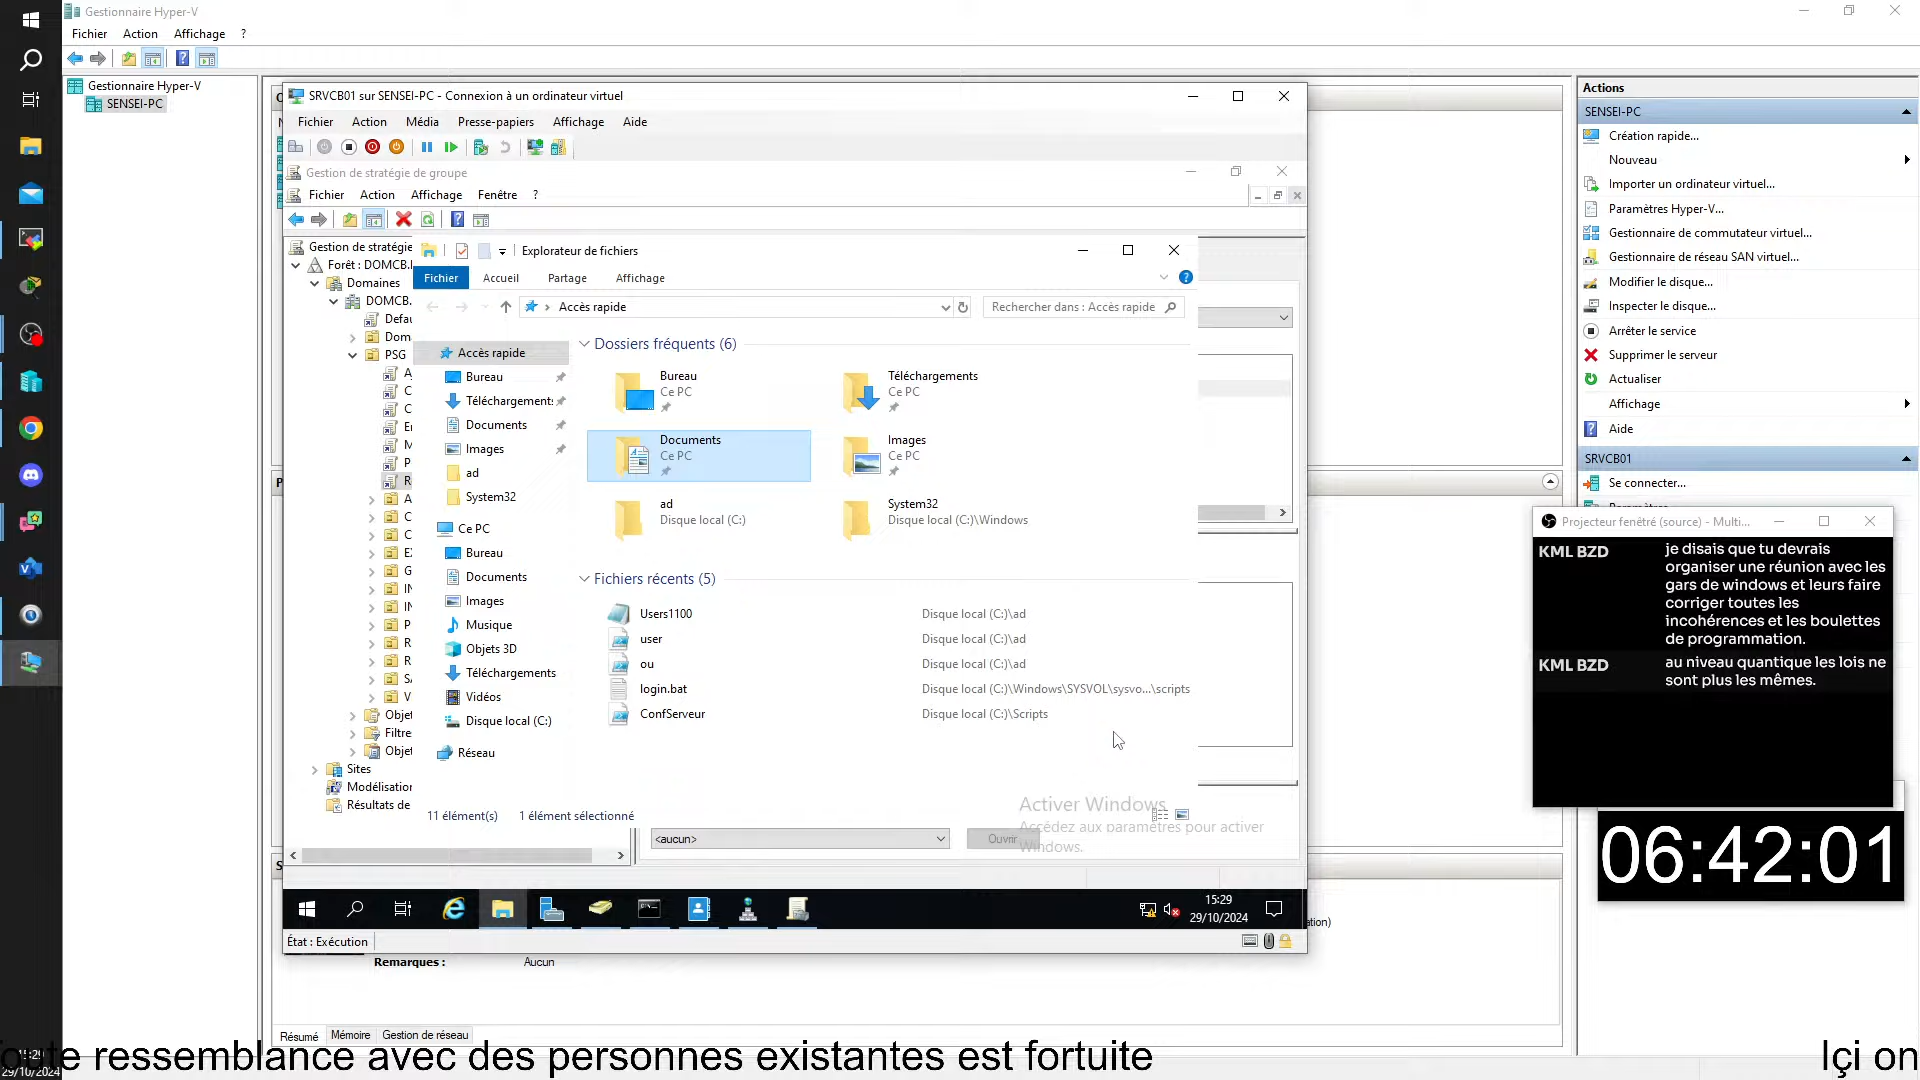 Gestionnaire Hyper-V
Fichier Action Affichage ?
Gestionnaire Hyper-V
SENSEI-PC
SRVCB01 sur SENSEI-PC - Connexion à un ordinateur virtuel
Fichier Action Média Presse-papiers Affichage Aide
Gestion de stratégie de groupe
Fichier Action Affichage Fenêtre ?
Gestion de stratégie
Forêt : DOMCB.
Domaines
DOMCB.
Defau
Dom
PSG
Objet
Filtre
Objet
Sites
Modélisation
Résultats de
Explorateur de fichiers
Fichier Accueil Partage Affichage
Accès rapide
Rechercher dans : Accès rapide
Accès rapide
Bureau
Téléchargements
Documents
Images
ad
System32
Ce PC
Bureau
Documents
Images
Musique
Objets 3D
Téléchargements
Vidéos
Disque local (C:)
Réseau
Dossiers fréquents (6)
Bureau
Ce PC
Téléchargements
Ce PC
Documents
Ce PC
Images
Ce PC
ad
Disque local (C:)
System32
Disque local (C:)\Windows
Fichiers récents (5)
Users1100 Disque local (C:)\ad
user Disque local (C:)\ad
ou Disque local (C:)\ad
login.bat Disque local (C:)\Windows\SYSVOL\sysvo...\scripts
ConfServeur Disque local (C:)\Scripts
11 élément(s) 1 élément sélectionné
Activer Windows
Accédez aux paramètres pour activer
Windows.
<aucun> Ouvrir
15:29
29/10/2024
État : Exécution
Remarques : Aucun
Résumé Mémoire Gestion de réseau
Actions
SENSEI-PC
Création rapide...
Nouveau
Importer un ordinateur virtuel...
Paramètres Hyper-V...
Gestionnaire de commutateur virtuel...
Gestionnaire de réseau SAN virtuel...
Modifier le disque...
Inspecter le disque...
Arrêter le service
Supprimer le serveur
Actualiser
Affichage
Aide
SRVCB01
Se connecter...
Projecteur fenêtré (source) - Multi...
KML BZD je disais que tu devrais
organiser une réunion avec les
gars de windows et leurs faire
corriger toutes les
incohérences et les boulettes
de programmation.
KML BZD au niveau quantique les lois ne
sont plus les mêmes.
06:42:01
15:29
29/10/2024
oute ressemblance avec des personnes existantes est fortuite
Içi on